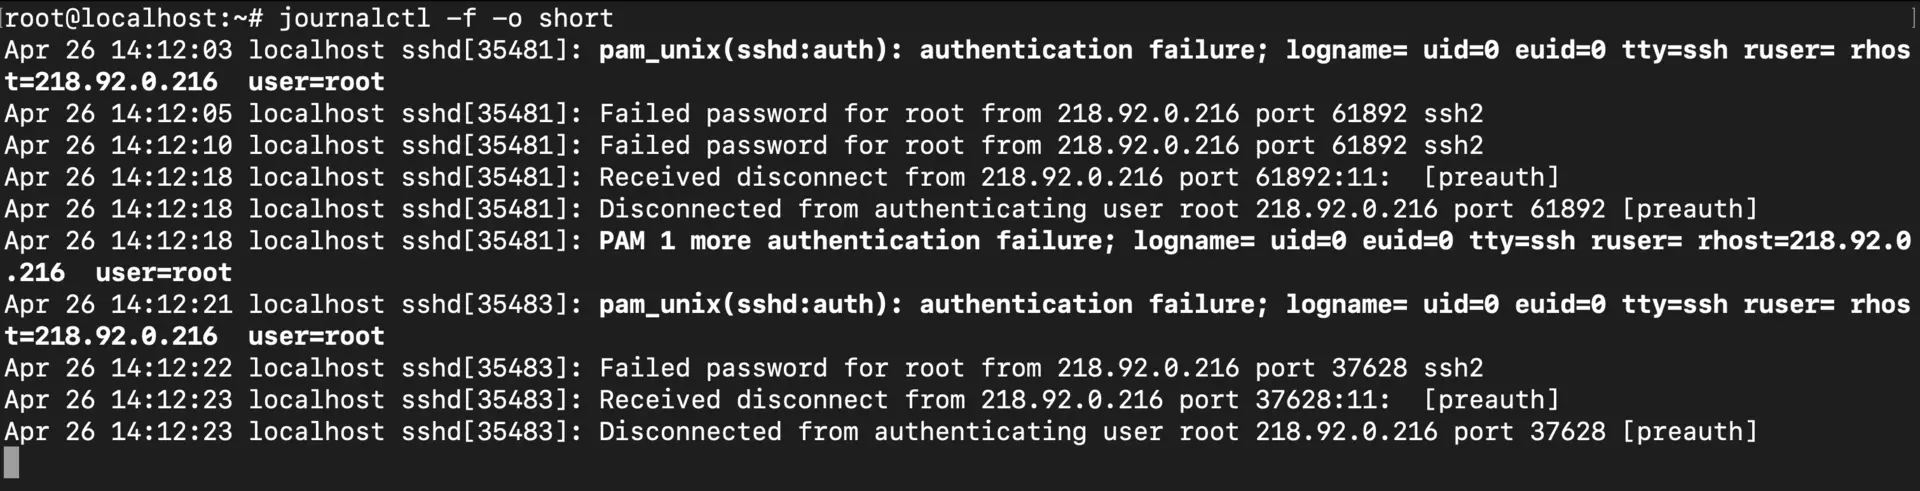 [root@localhost:~# journalctl -f -o short ]
Apr 26 14:12:03 localhost sshd[35481]: pam_unix(sshd:auth): authentication failure; logname= uid=0 euid=0 tty=ssh ruser= rhos
t=218.92.0.216  user=root
Apr 26 14:12:05 localhost sshd[35481]: Failed password for root from 218.92.0.216 port 61892 ssh2
Apr 26 14:12:10 localhost sshd[35481]: Failed password for root from 218.92.0.216 port 61892 ssh2
Apr 26 14:12:18 localhost sshd[35481]: Received disconnect from 218.92.0.216 port 61892:11:  [preauth]
Apr 26 14:12:18 localhost sshd[35481]: Disconnected from authenticating user root 218.92.0.216 port 61892 [preauth]
Apr 26 14:12:18 localhost sshd[35481]: PAM 1 more authentication failure; logname= uid=0 euid=0 tty=ssh ruser= rhost=218.92.0
.216  user=root
Apr 26 14:12:21 localhost sshd[35483]: pam_unix(sshd:auth): authentication failure; logname= uid=0 euid=0 tty=ssh ruser= rhos
t=218.92.0.216  user=root
Apr 26 14:12:22 localhost sshd[35483]: Failed password for root from 218.92.0.216 port 37628 ssh2
Apr 26 14:12:23 localhost sshd[35483]: Received disconnect from 218.92.0.216 port 37628:11:  [preauth]
Apr 26 14:12:23 localhost sshd[35483]: Disconnected from authenticating user root 218.92.0.216 port 37628 [preauth]